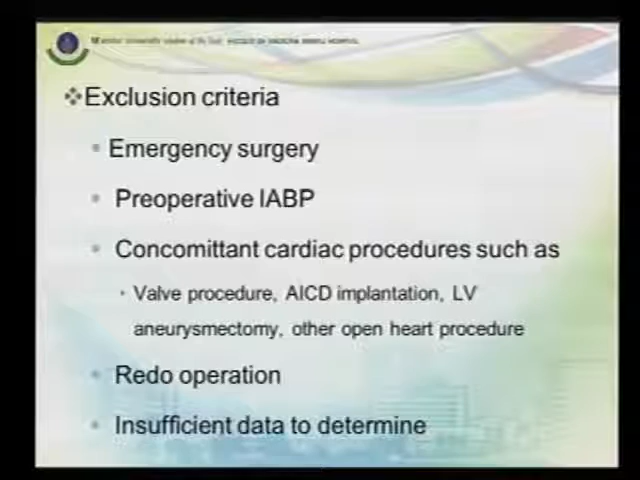 ❖Exclusion criteria
• Emergency surgery
• Preoperative IABP
• Concomittant cardiac procedures such as
• Valve procedure, AICD implantation, LV
aneurysmectomy, other open heart procedure
• Redo operation
• Insufficient data to determine